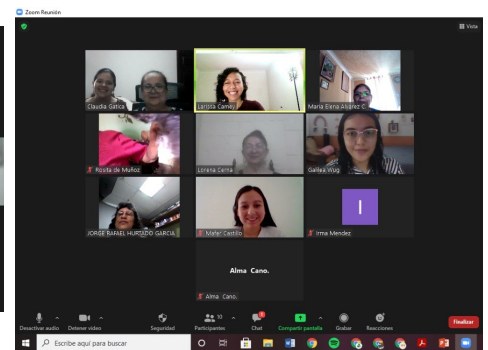 Zoom Reunión
Vista
Claudia Gatica
Larissa Camey
Maria Elena Alvarez C.
Rosita de Muñoz
Lorena Cerna
Galilea Wug
JORGE RAFAEL HURTADO GARCIA
Mafer Castillo
I
Irma Mendez
Alma Cano.
Alma Cano.
10
Desactivar audio
Detener video
Seguridad
Participantes
Chat
Compartir pantalla
Grabar
Reacciones
Finalizar
Escribe aquí para buscar